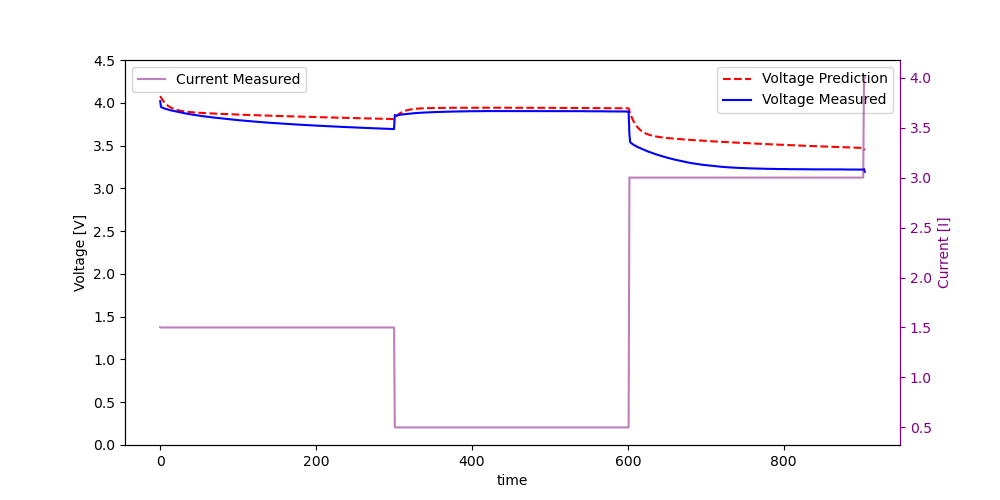 Current Measured
Voltage Prediction
Voltage Measured
4.5
4.0
3.5
3.0
2.5
2.0
1.5
1.0
0.5
0.0
Voltage [V]
4.0
3.5
3.0
2.5
2.0
1.5
1.0
0.5
Current [I]
0 200 400 600 800
time